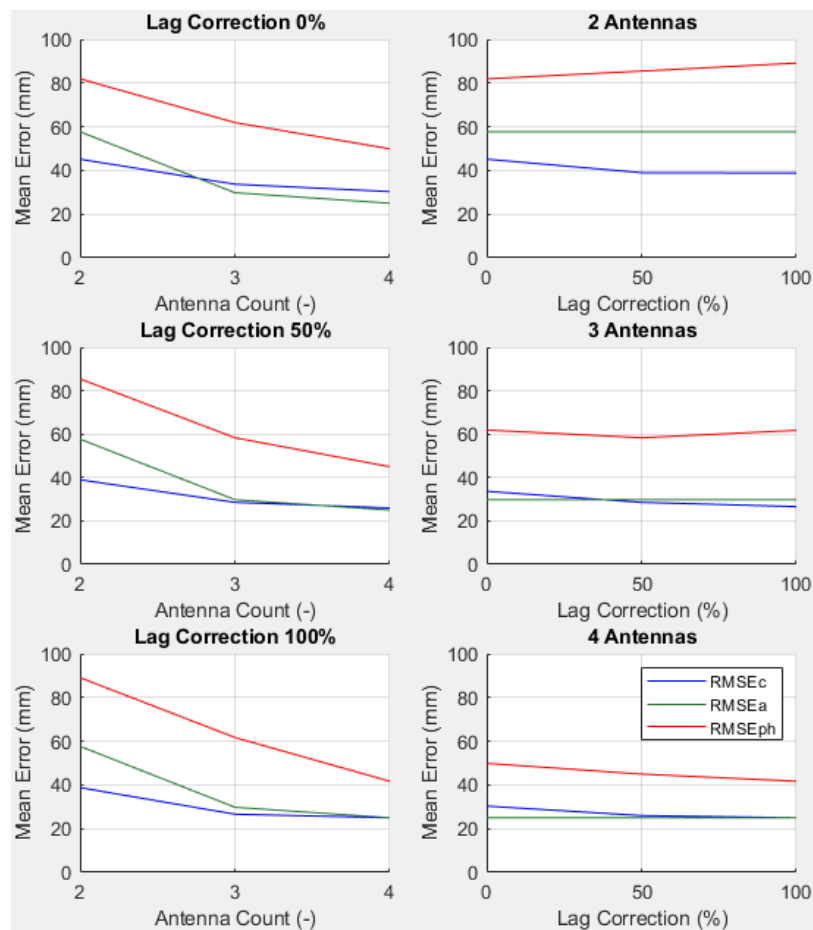 Lag Correction 0%
Mean Error (mm)
100
80
60
40
20
0
2
3
4
Antenna Count (-)
2 Antennas
Mean Error (mm)
100
80
60
40
20
0
0
50
100
Lag Correction (%)
Lag Correction 50%
Mean Error (mm)
100
80
60
40
20
0
2
3
4
Antenna Count (-)
3 Antennas
Mean Error (mm)
100
80
60
40
20
0
0
50
100
Lag Correction (%)
Lag Correction 100%
Mean Error (mm)
100
80
60
40
20
0
2
3
4
Antenna Count (-)
4 Antennas
Mean Error (mm)
100
80
60
40
20
0
RMSEc
RMSEa
RMSEph
0
50
100
Lag Correction (%)